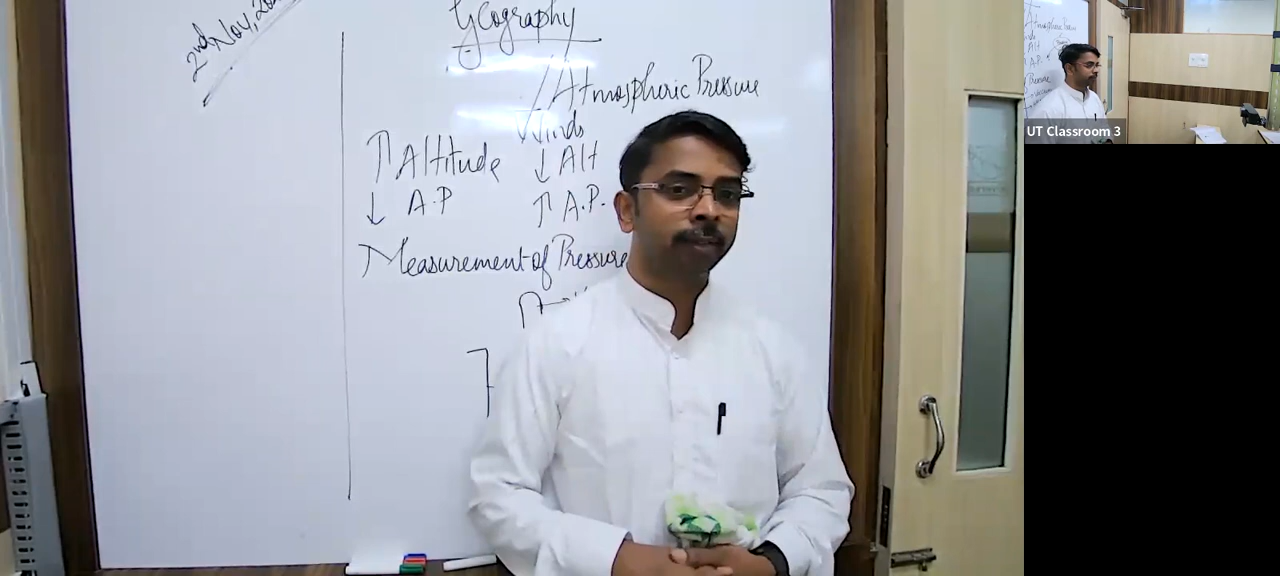 2nd Nov, 20
Geography
Atmospheric Pressure
Winds
↑ Altitude
↓ A.P
↓ Alt
↑ A.P.
Measurement of Pressure
UT Classroom 3